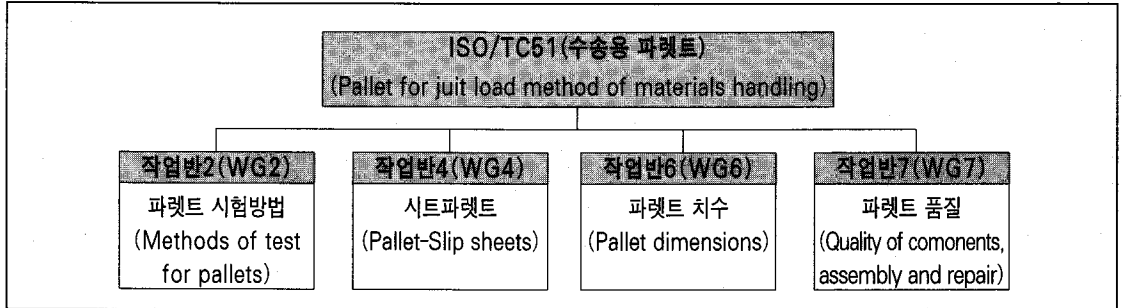 ISO/TC51(수송용 파렛트)
(Pallet for juit load method of materials handling)
작업반2(WG2)
파렛트 시험방법
(Methods of test
for pallets)
작업반4(WG4)
시트파렛트
(Pallet-Slip sheets)
작업반6(WG6)
파렛트 치수
(Pallet dimensions)
작업반7(WG7)
파렛트 품질
(Quality of comonents,
assembly and repair)